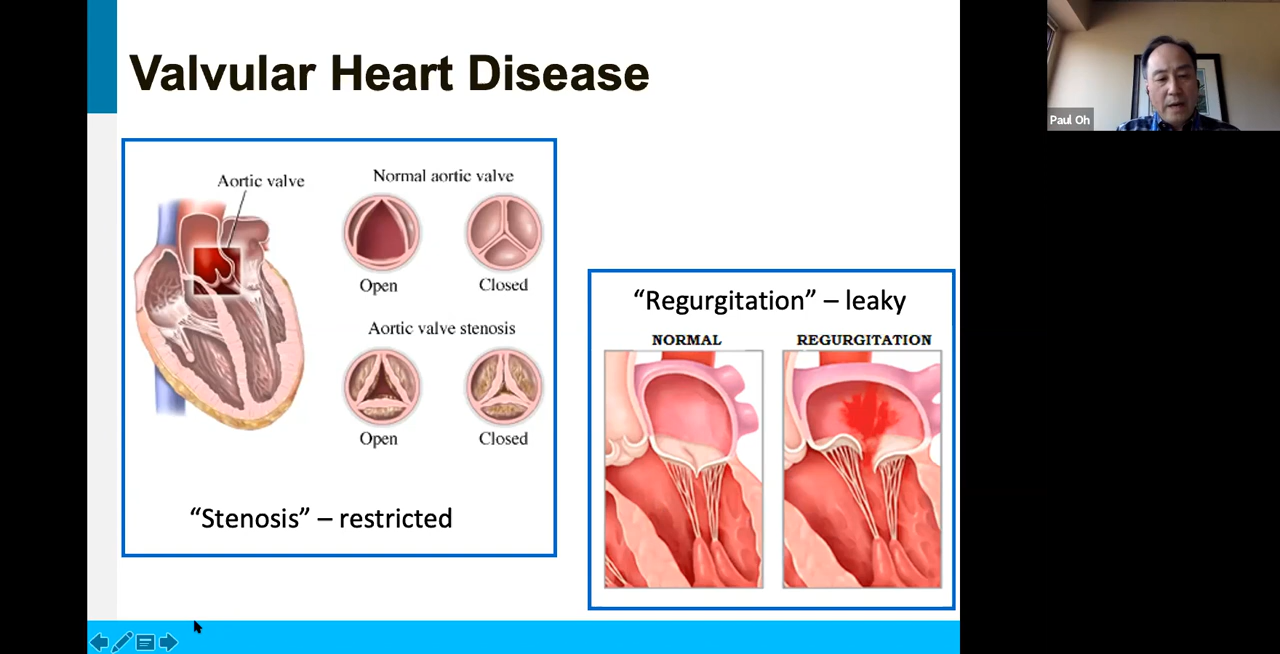 Valvular Heart Disease
Aortic valve
Normal aortic valve
Open
Closed
Aortic valve stenosis
Open
Closed
“Stenosis” – restricted
“Regurgitation” – leaky
NORMAL
REGURGITATION
Paul Oh